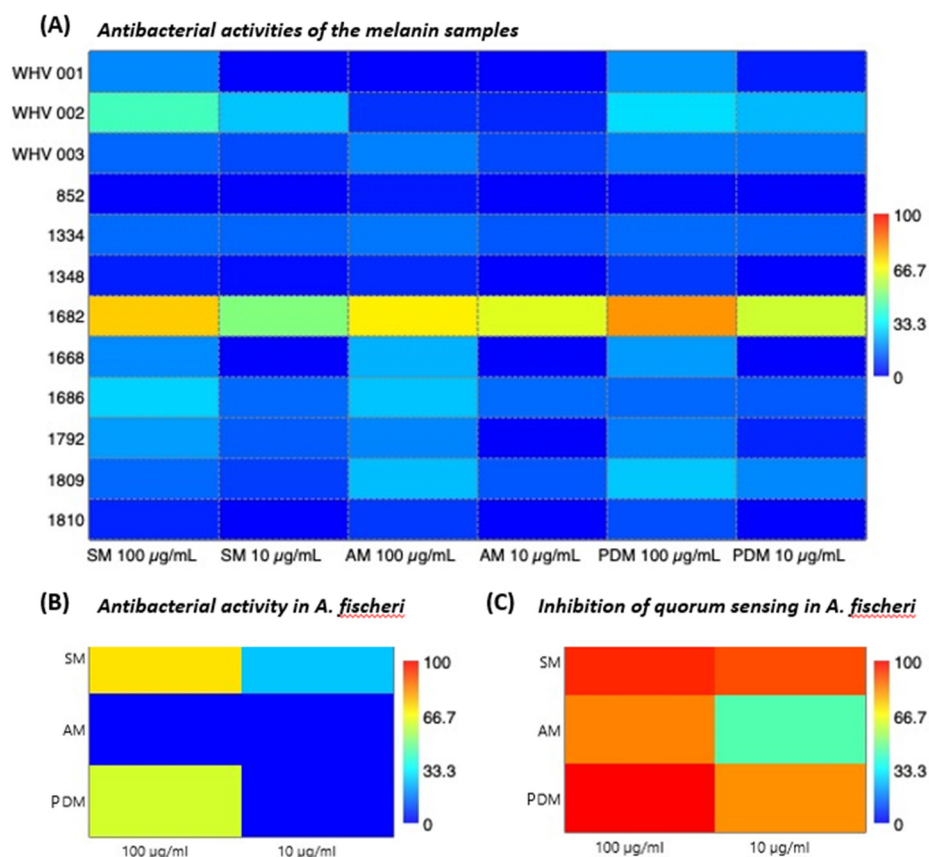 (A) Antibacterial activities of the melanin samples
WHV 001
WHV 002
WHV 003
852
1334
1348
1682
1668
1686
1792
1809
1810
100
66.7
33.3
0
SM 100 µg/mL SM 10 µg/mL AM 100 µg/mL AM 10 µg/mL PDM 100 µg/mL PDM 10 µg/mL
(B) Antibacterial activity in A. fischeri
SM
AM
PDM
100
66.7
33.3
0
100 µg/ml 10 µg/ml
(C) Inhibition of quorum sensing in A. fischeri
SM
AM
PDM
100
66.7
33.3
0
100 µg/ml 10 µg/ml